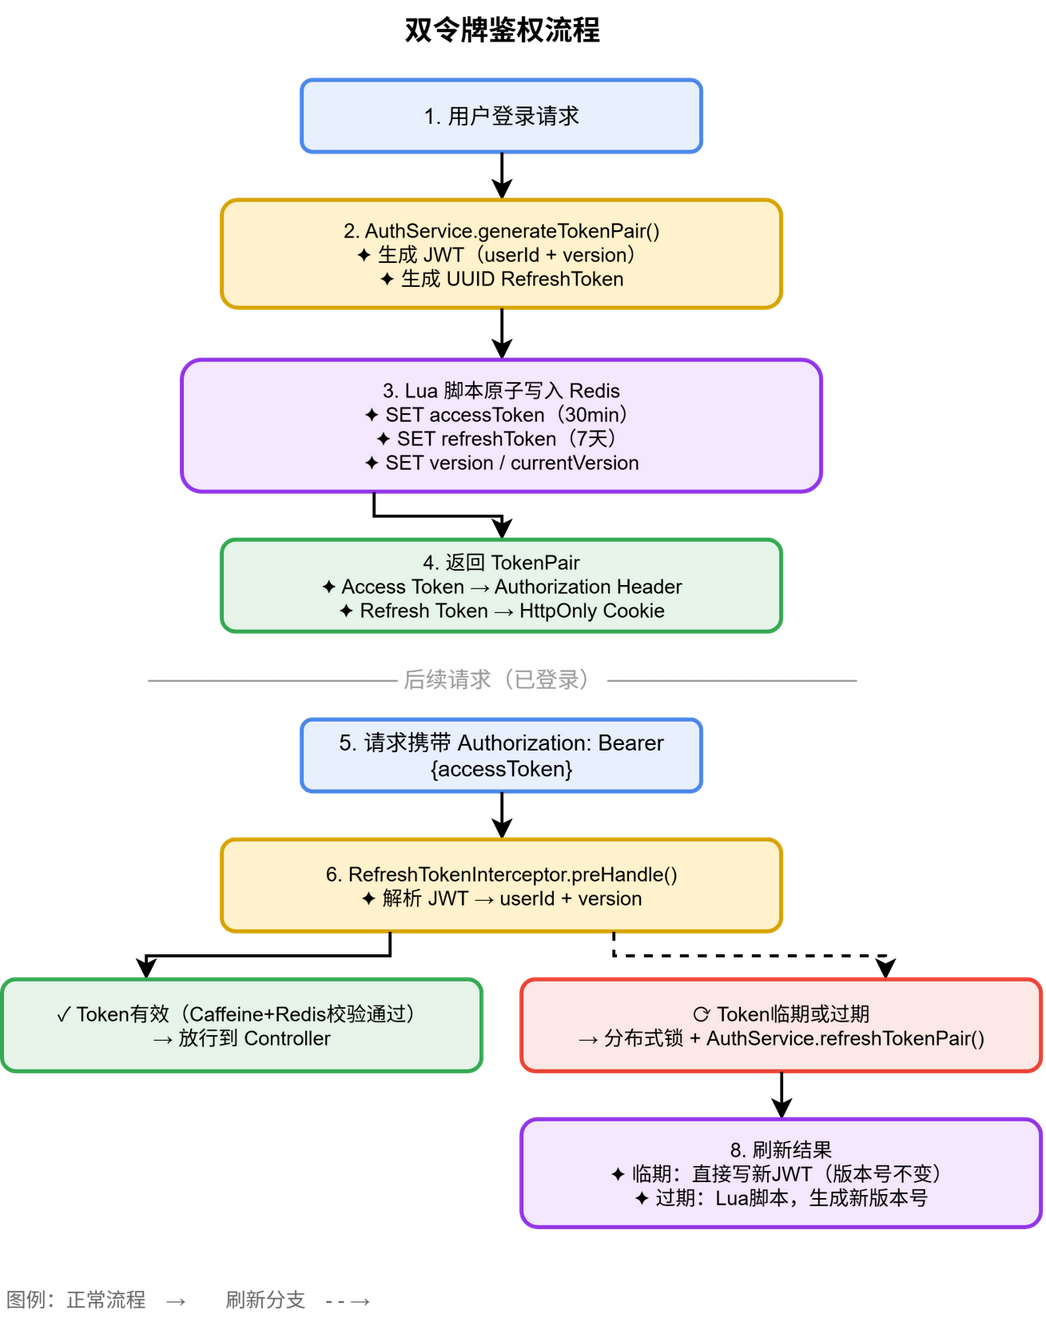 双令牌鉴权流程
1. 用户登录请求
2. AuthService.generateTokenPair()
✦ 生成 JWT（userId + version）
✦ 生成 UUID RefreshToken
3. Lua 脚本原子写入 Redis
✦ SET accessToken（30min）
✦ SET refreshToken（7天）
✦ SET version / currentVersion
4. 返回 TokenPair
✦ Access Token → Authorization Header
✦ Refresh Token → HttpOnly Cookie
后续请求（已登录）
5. 请求携带 Authorization: Bearer
{accessToken}
6. RefreshTokenInterceptor.preHandle()
✦ 解析 JWT → userId + version
✓ Token有效（Caffeine+Redis校验通过）
→ 放行到 Controller
⟳ Token临期或过期
→ 分布式锁 + AuthService.refreshTokenPair()
8. 刷新结果
✦ 临期：直接写新JWT（版本号不变）
✦ 过期：Lua脚本，生成新版本号
图例：正常流程 → 刷新分支 - - →